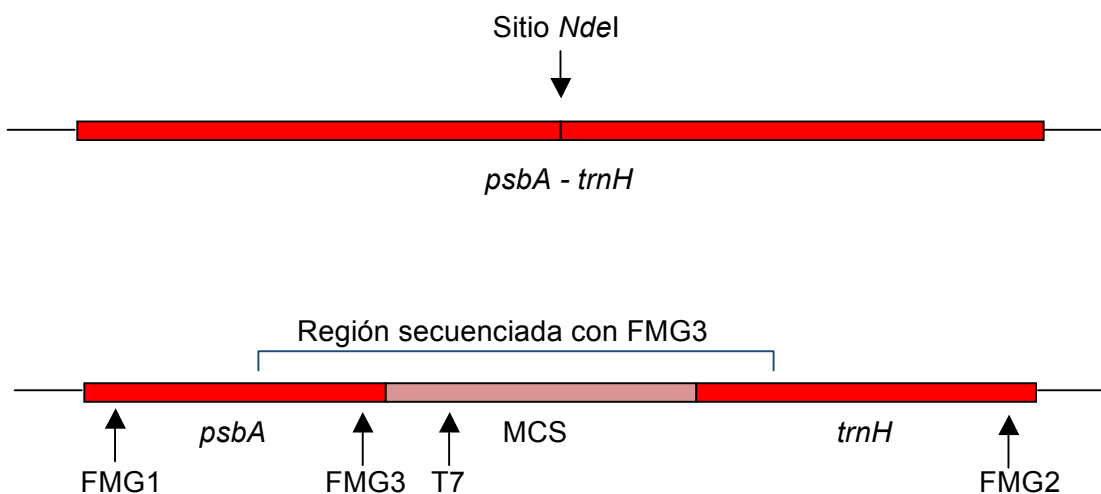 Sitio NdeI
psbA - trnH
Región secuenciada con FMG3
psbA MCS trnH
FMG1 FMG3 T7 FMG2